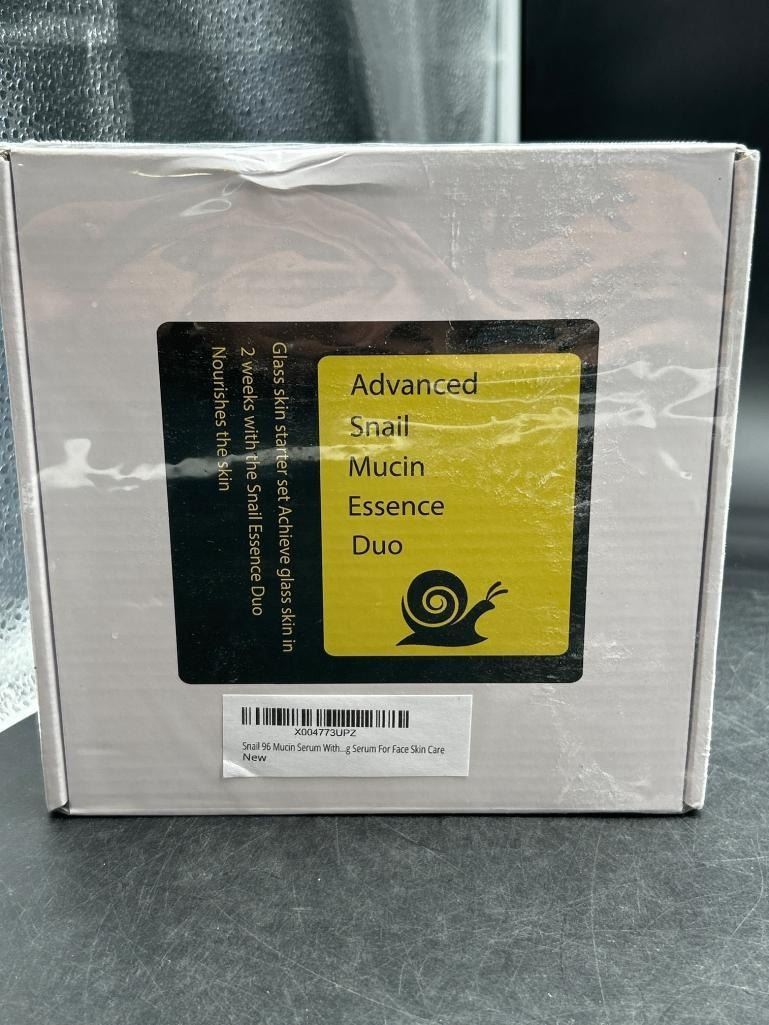 Advanced
Snail
Mucin
Essence
Duo
Glass skin starter set Achieve glass skin in
2 weeks with the Snail Essence Duo
Nourishes the skin
X004773UPZ
Snail 96 Mucin Serum With...g Serum For Face Skin Care
New